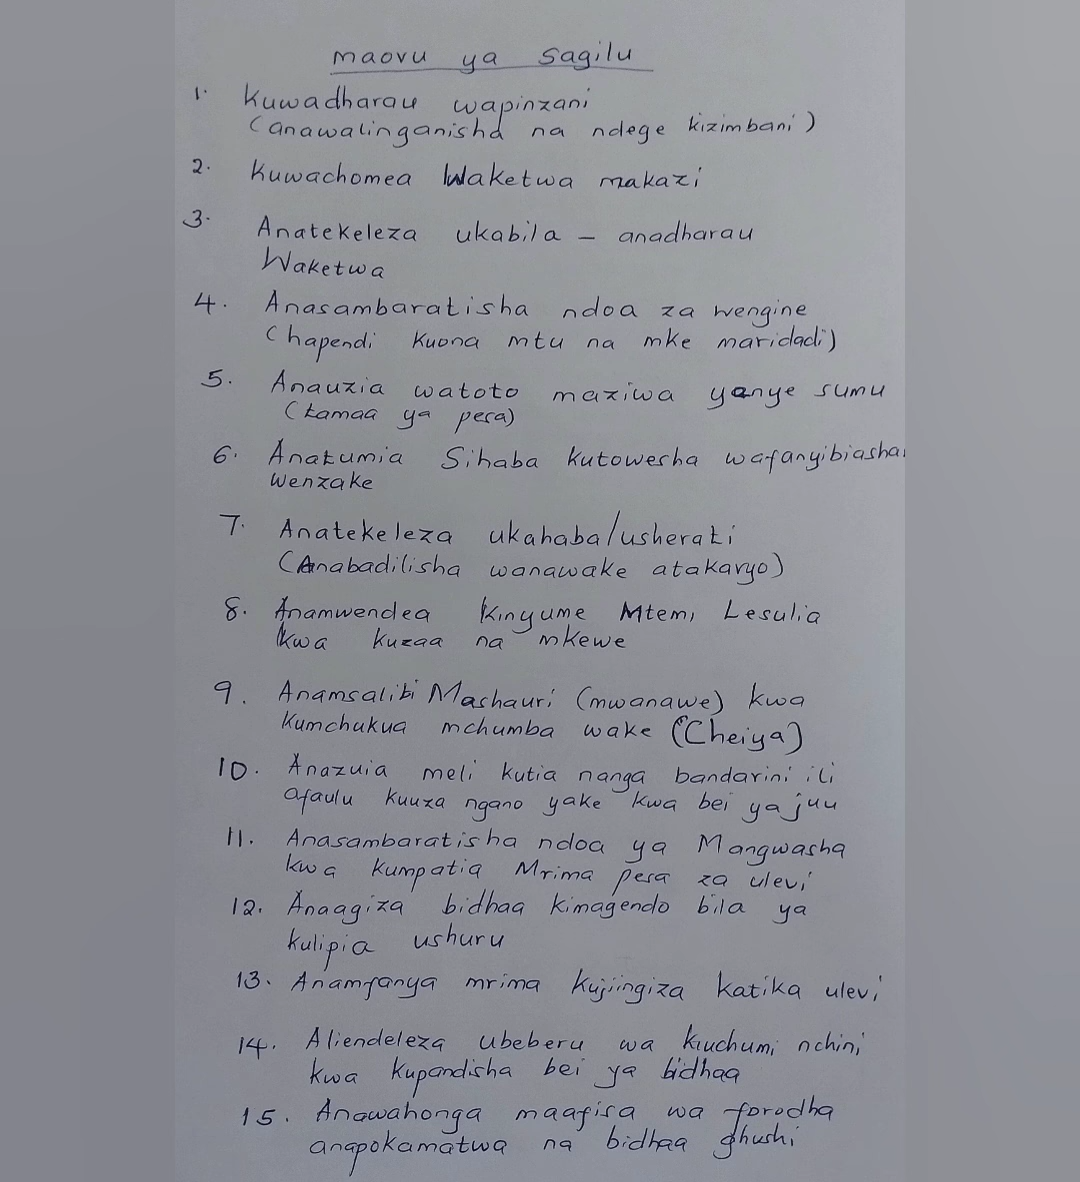 maovu ya sagilu
1. Kuwadharau wapinzani
(anawalinganisha na ndege kizimbani)
2. Kuwachomea Waketwa makazi
3. Anatekeleza ukabila – anadharau
Waketwa
4. Anasambaratisha ndoa za wengine
(hapendi kuona mtu na mke maridadi)
5. Anauzia watoto maziwa yenye sumu
(tamaa ya pesa)
6. Anatumia Sihaba kutowesha wafanyibiasha
wenzake
7. Anatekeleza ukahaba/usherati
(Anabadilisha wanawake atakavyo)
8. Anamwendea Kinyume Mtemi Lesulia
kwa kuzaa na mkewe
9. Anamsaliti Mashauri (mwanawe) kwa
kumchukua mchumba wake (Cheiya)
10. Anazuia meli kutia nanga bandarini ili
afaulu kuuza ngano yake kwa bei ya juu
11. Anasambaratisha ndoa ya Mangwasha
kwa kumpatia Mrima pesa za ulevi
12. Anaagiza bidhaa kimagendo bila ya
kulipia ushuru
13. Anamfanya mrima kujiingiza katika ulevi
14. Aliendeleza ubeberu wa kiuchumi nchini
kwa kupandisha bei ya bidhaa
15. Anawahonga maafisa wa forodha
anapokamatwa na bidhaa ghushi